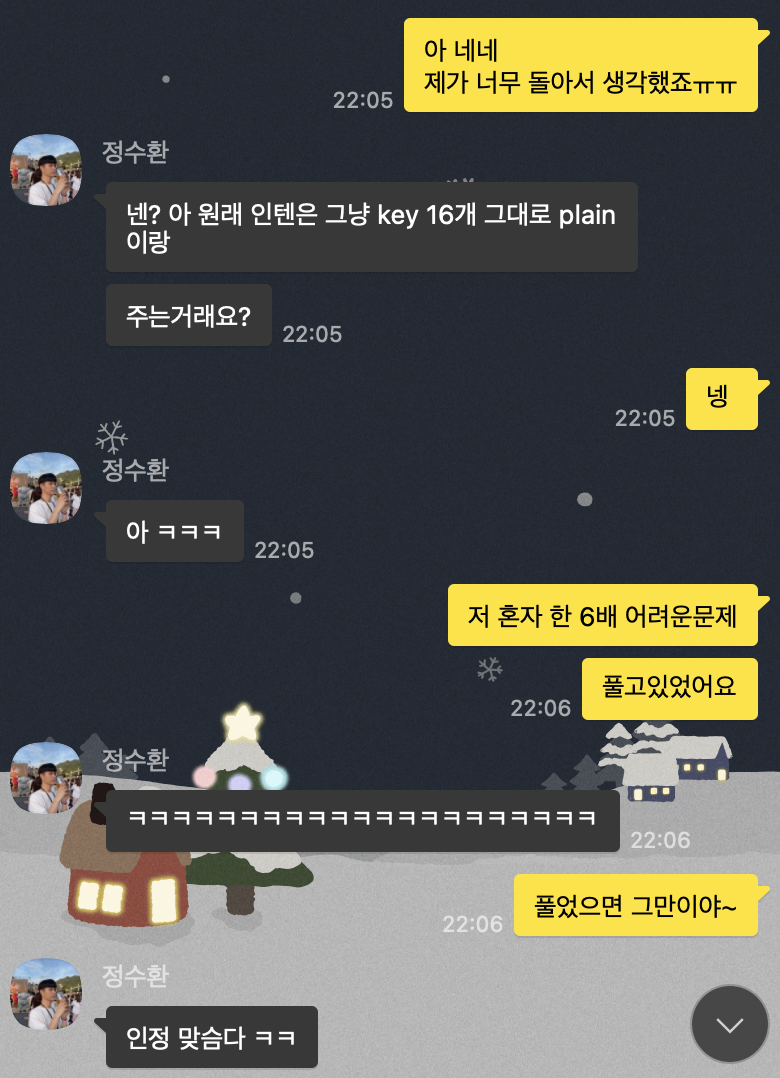 아 네네
제가 너무 돌아서 생각했죠ㅠㅠ
22:05
정수환
넨? 아 원래 인텐은 그냥 key 16개 그대로 plain
이랑
주는거래요?
22:05
넹
22:05
정수환
아 ㅋㅋㅋ
22:05
저 혼자 한 6배 어려운문제
풀고있었어요
22:06
정수환
ㅋㅋㅋㅋㅋㅋㅋㅋㅋㅋㅋㅋㅋㅋㅋㅋㅋㅋㅋㅋㅋ
22:06
풀었으면 그만이야~
22:06
정수환
인정 맞슴다 ㅋㅋ